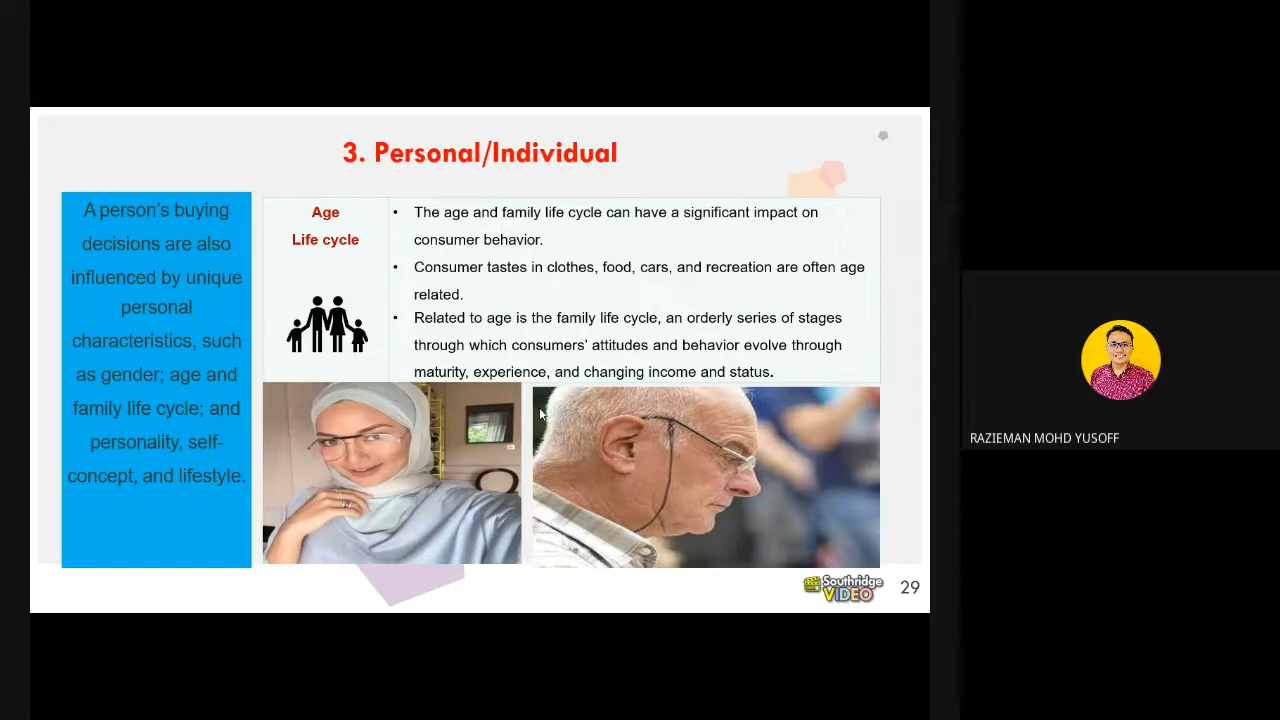 3. Personal/Individual
A person's buying
decisions are also
influenced by unique
personal
characteristics, such
as gender; age and
family life cycle; and
personality, self-
concept, and lifestyle.
Age
Life cycle
• The age and family life cycle can have a significant impact on
consumer behavior.
• Consumer tastes in clothes, food, cars, and recreation are often age
related.
• Related to age is the family life cycle, an orderly series of stages
through which consumers' attitudes and behavior evolve through
maturity, experience, and changing income and status.
Southridge
VIDEO
29
RAZIEMAN MOHD YUSOFF